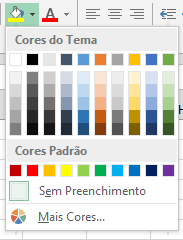 A
Cores do Tema
Cores Padrão
Sem Preenchimento
Mais Cores...